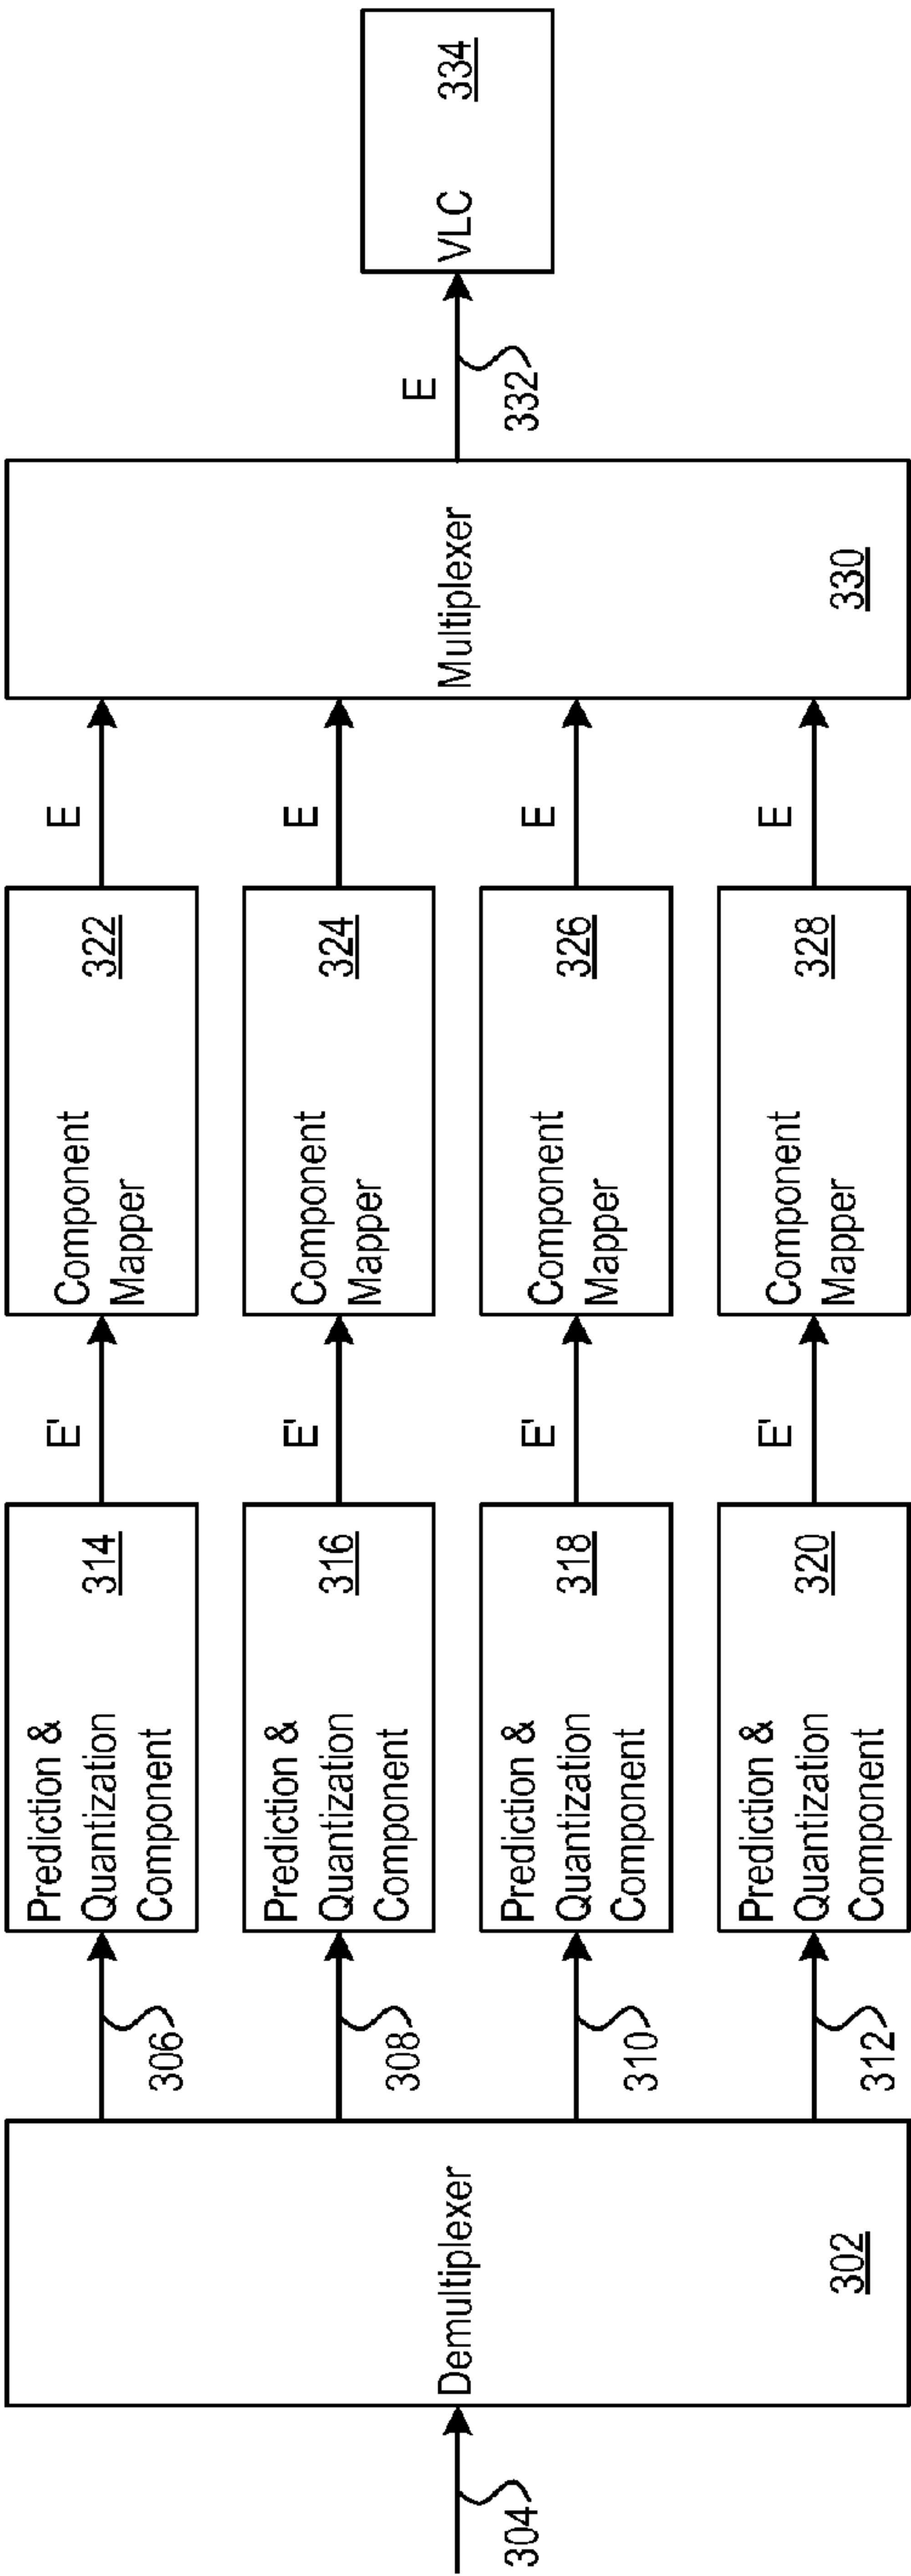 304
Demultiplexer
302
306
308
310
312
Prediction &
Quantization
Component
314
Prediction &
Quantization
Component
316
Prediction &
Quantization
Component
318
Prediction &
Quantization
Component
320
E'
E'
E'
E'
Component
Mapper
322
Component
Mapper
324
Component
Mapper
326
Component
Mapper
328
E
E
E
E
Multiplexer
330
E
332
VLC
334